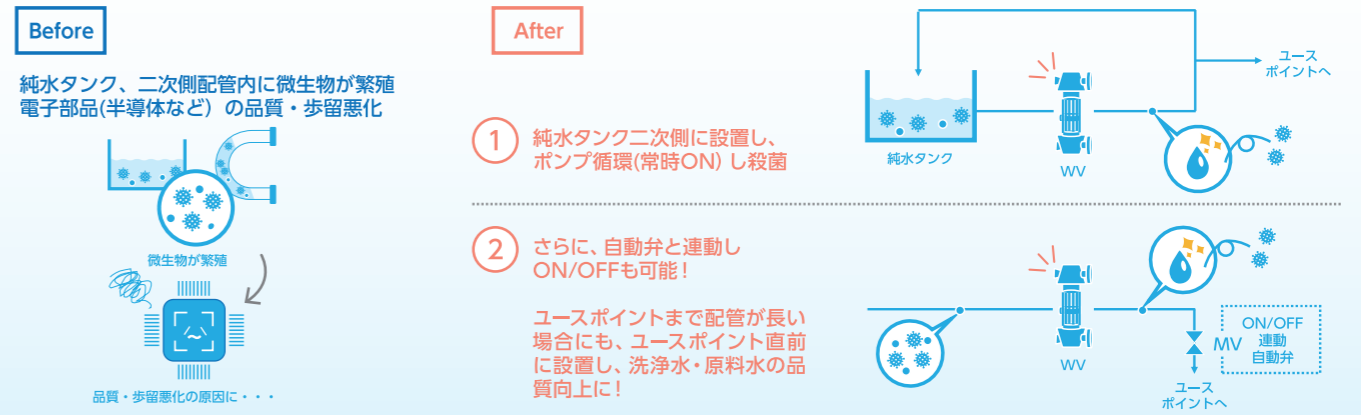 Before
純水タンク、二次側配管内に微生物が繁殖
電子部品(半導体など）の品質・歩留悪化
微生物が繁殖
品質・歩留悪化の原因に・・・
After
1
純水タンク二次側に設置し、
ポンプ循環(常時ON）し殺菌
純水タンク
WV
ユース
ポイントへ
2
さらに、自動弁と連動し
ON/OFFも可能！
ユースポイントまで配管が長い
場合にも、ユースポイント直前
に設置し、洗浄水・原料水の品
質向上に！
WV
MV
ON/OFF
連動
自動弁
ユース
ポイントへ